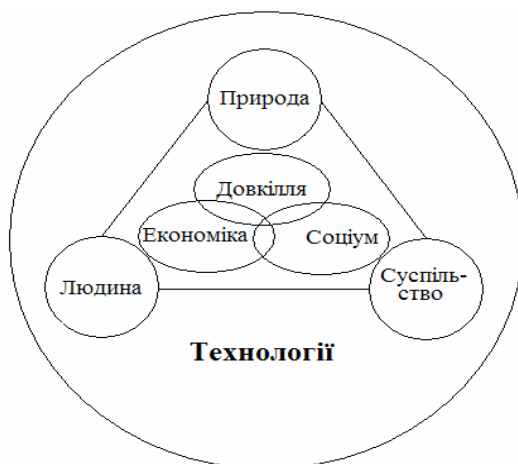 Природа
Довкілля
Економіка
Соціум
Людина
Суспіль-
ство
Технології